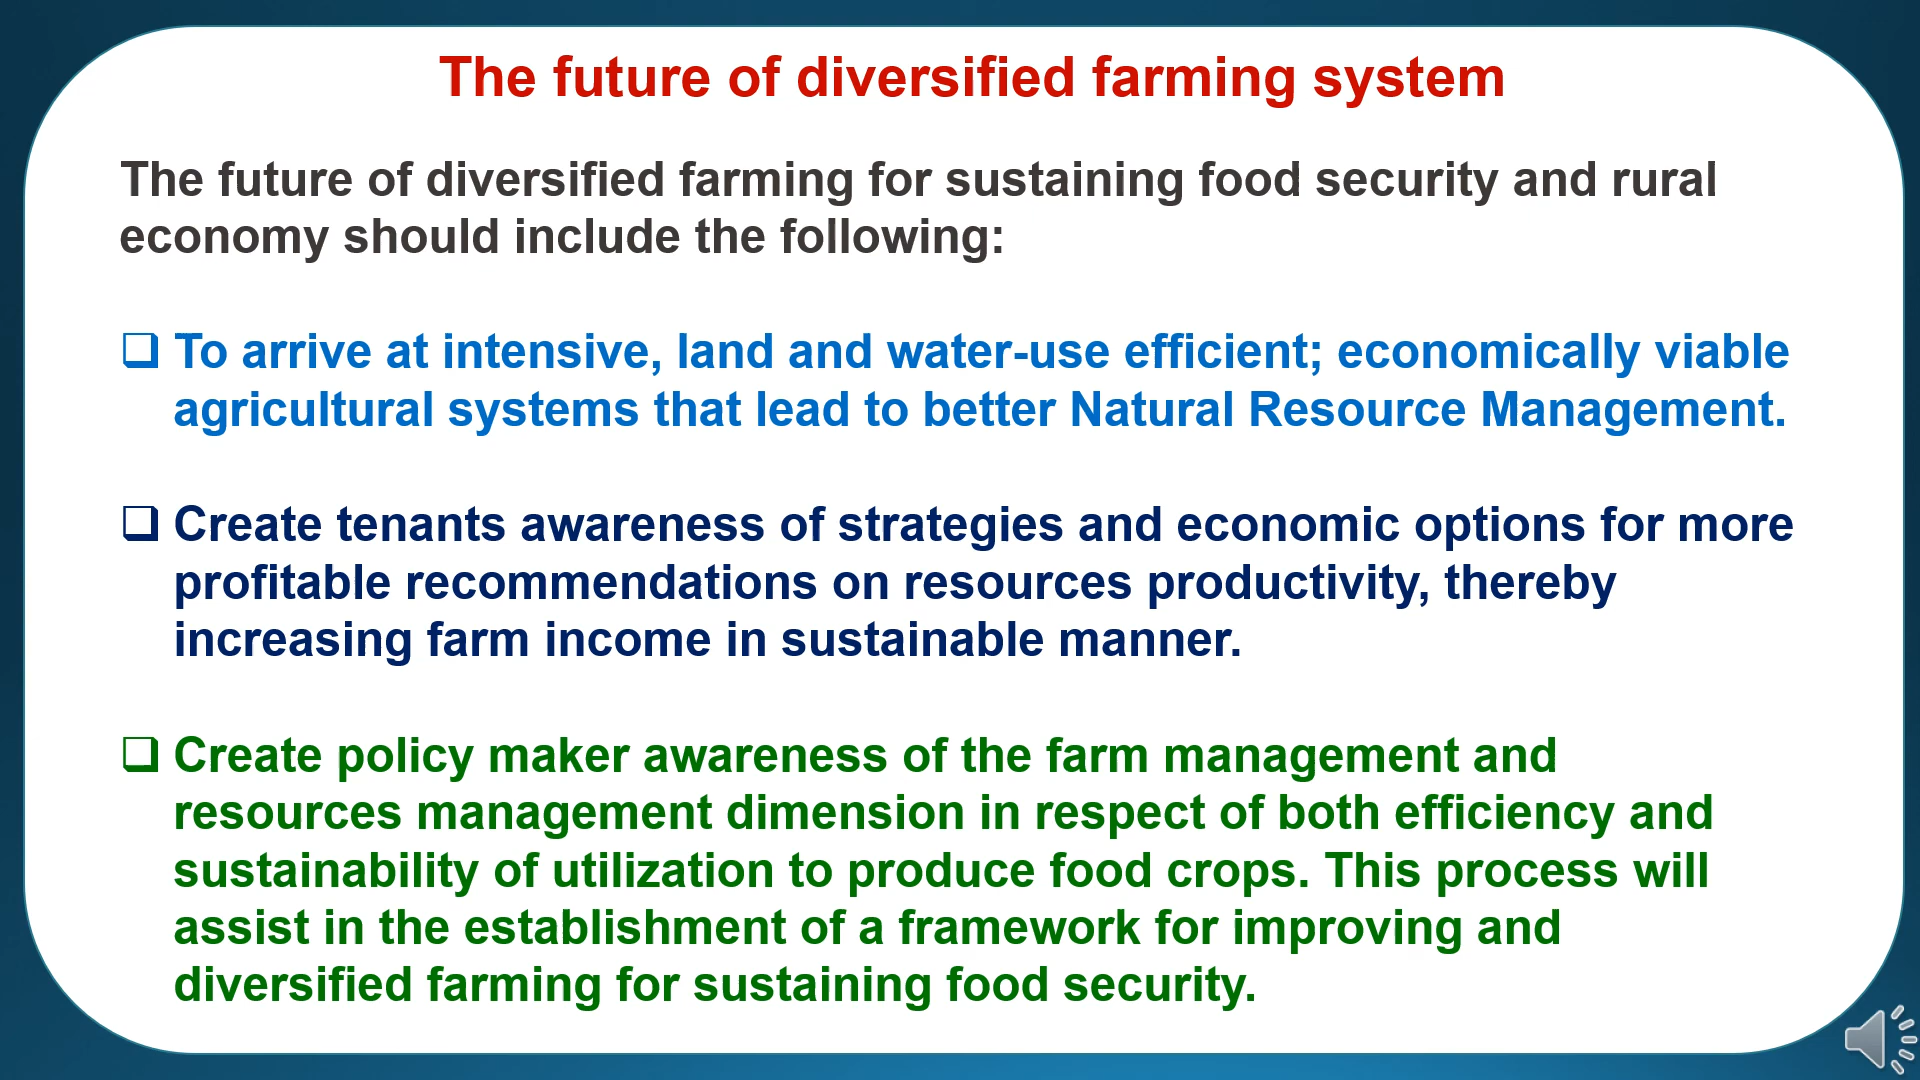 The future of diversified farming system
The future of diversified farming for sustaining food security and rural
economy should include the following:
❑ To arrive at intensive, land and water-use efficient; economically viable
agricultural systems that lead to better Natural Resource Management.
❑ Create tenants awareness of strategies and economic options for more
profitable recommendations on resources productivity, thereby
increasing farm income in sustainable manner.
❑ Create policy maker awareness of the farm management and
resources management dimension in respect of both efficiency and
sustainability of utilization to produce food crops. This process will
assist in the establishment of a framework for improving and
diversified farming for sustaining food security.